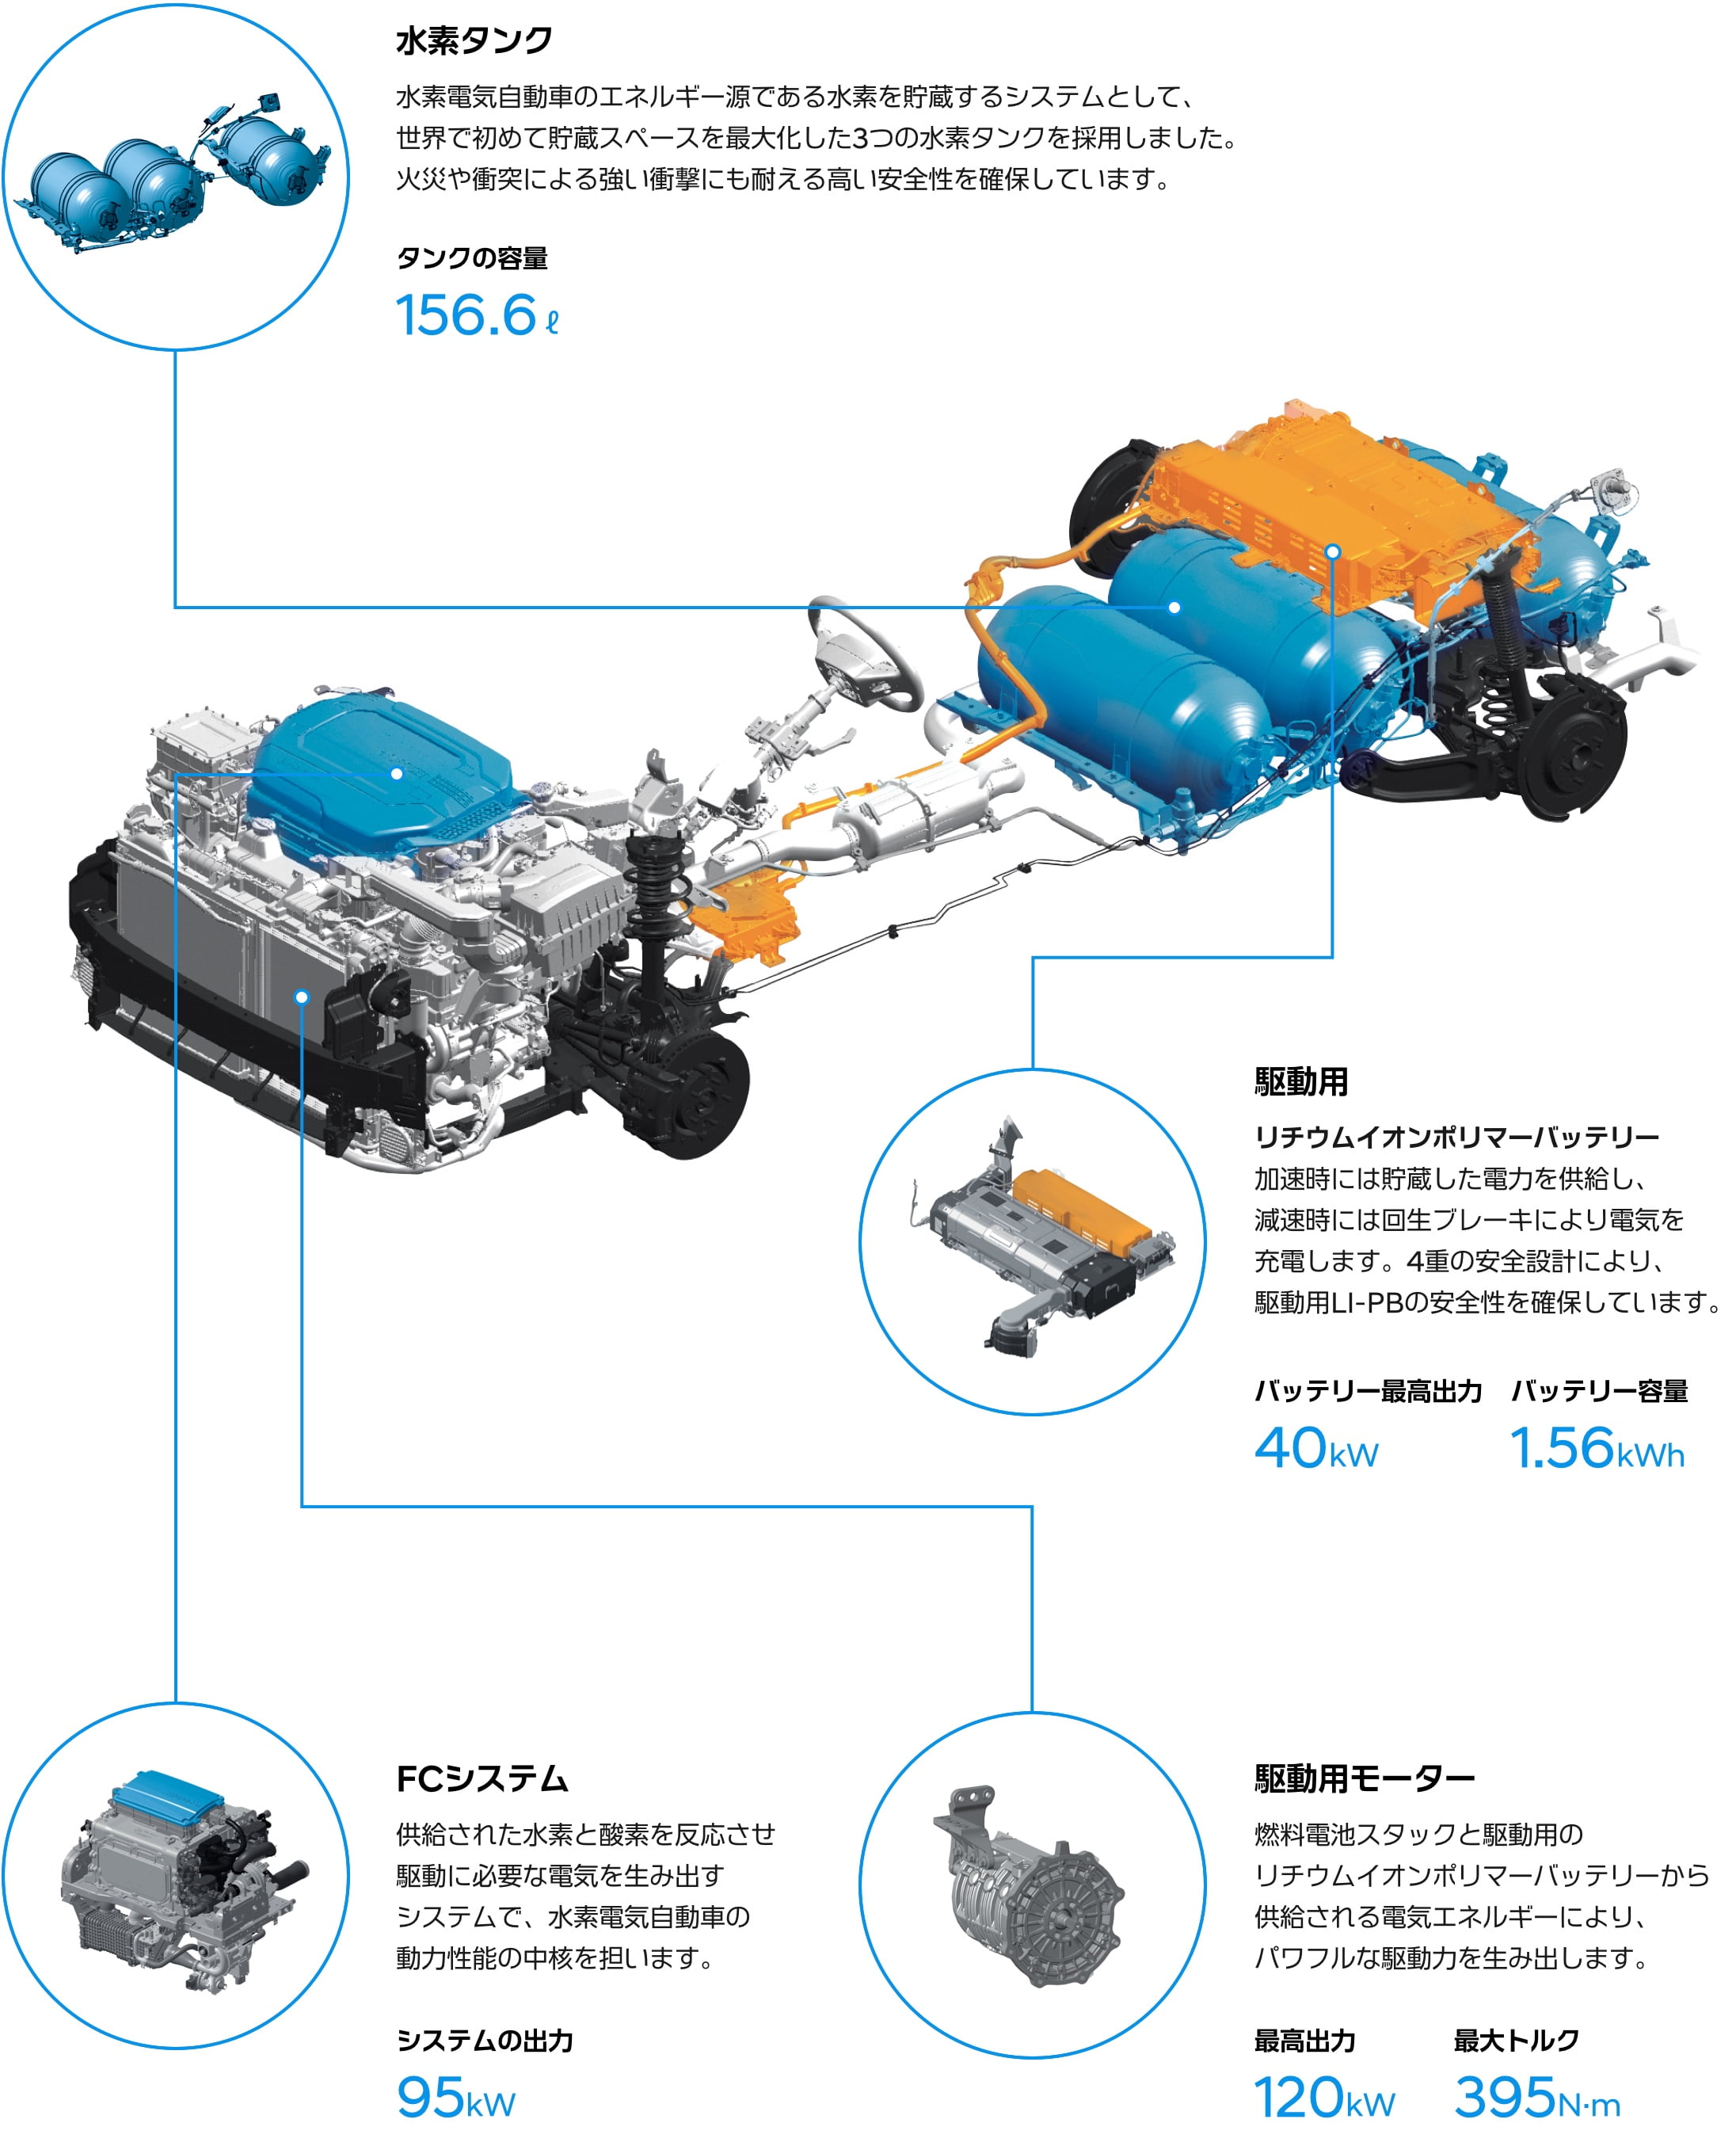 水素タンク
水素電気自動車のエネルギー源である水素を貯蔵するシステムとして、
世界で初めて貯蔵スペースを最大化した3つの水素タンクを採用しました。
火災や衝突による強い衝撃にも耐える高い安全性を確保しています。
タンクの容量
156.6 ℓ
駆動用
リチウムイオンポリマーバッテリー
加速時には貯蔵した電力を供給し、
減速時には回生ブレーキにより電気を
充電します。4重の安全設計により、
駆動用LI-PBの安全性を確保しています。
バッテリー最高出力 バッテリー容量
40kW 1.56kWh
FCシステム
供給された水素と酸素を反応させ
駆動に必要な電気を生み出す
システムで、水素電気自動車の
動力性能の中核を担います。
システムの出力
95kW
駆動用モーター
燃料電池スタックと駆動用の
リチウムイオンポリマーバッテリーから
供給される電気エネルギーにより、
パワフルな駆動力を生み出します。
最高出力 最大トルク
120kW 395N·m